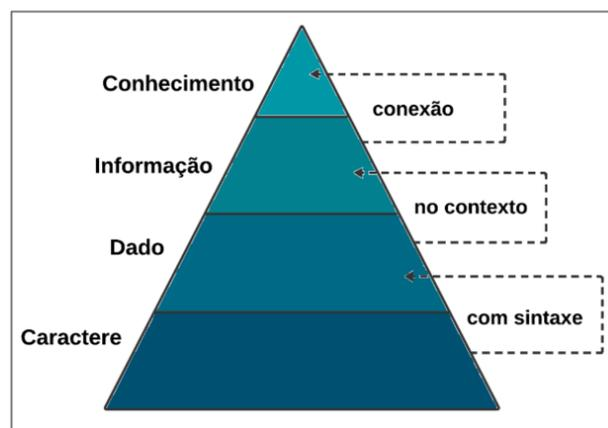 Conhecimento
conexão
Informação
no contexto
Dado
com sintaxe
Caractere